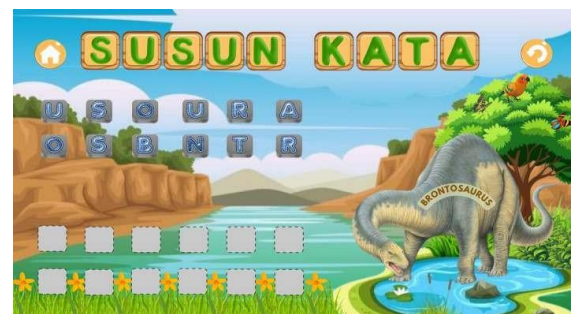 SUSUN KATA
U S O U R A
O S B N T R
BRONTOSAURUS